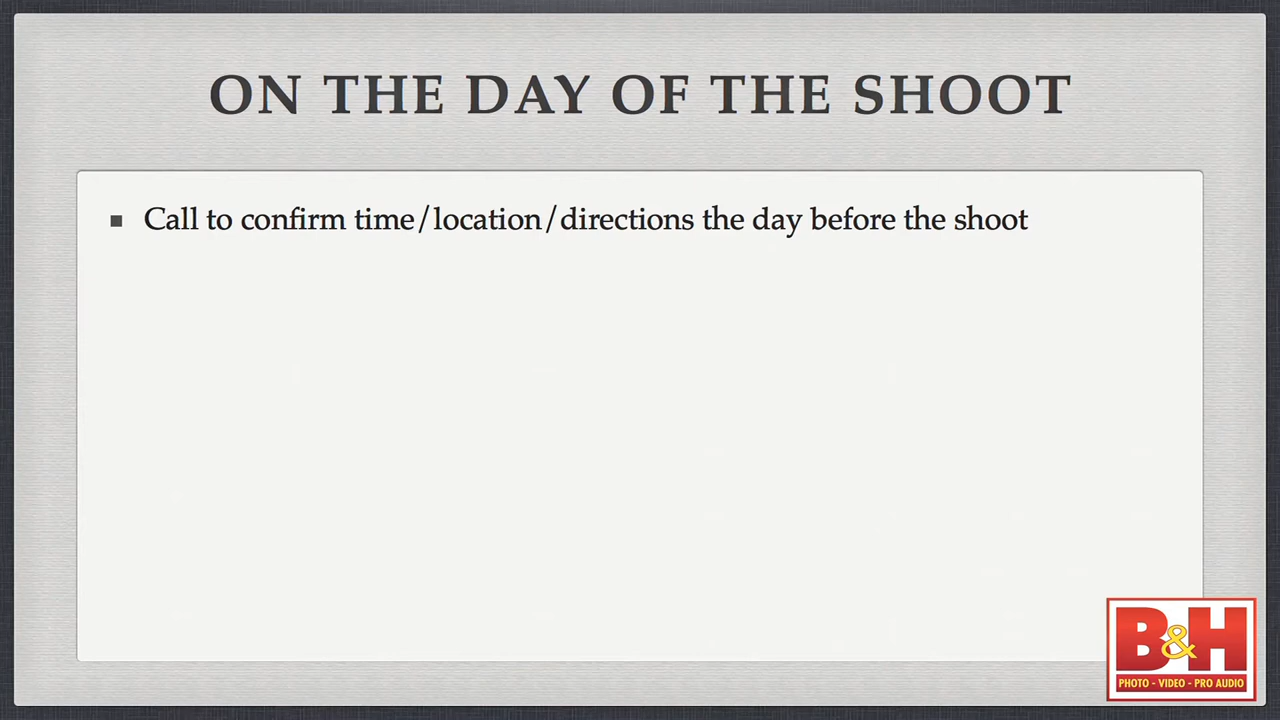 ON THE DAY OF THE SHOOT
■ Call to confirm time/location/directions the day before the shoot
B&H
PHOTO - VIDEO - PRO AUDIO